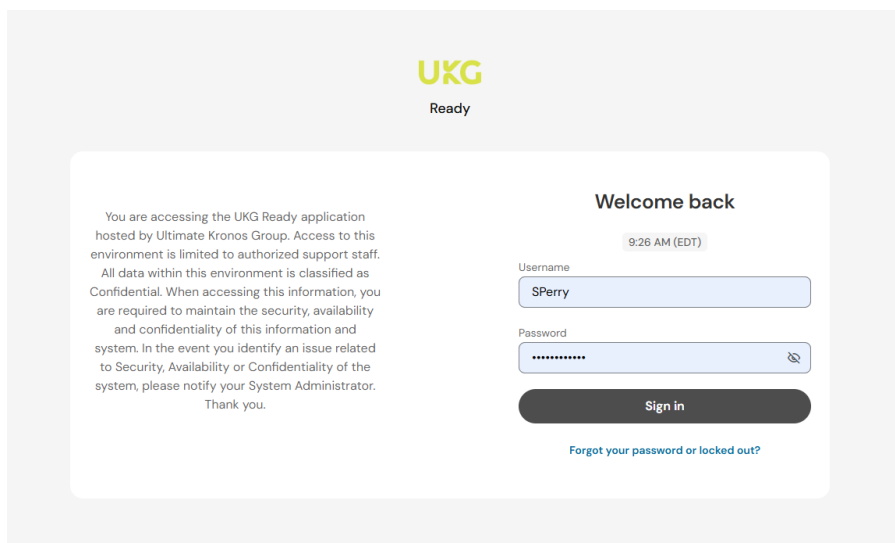 UKG
Ready
You are accessing the UKG Ready application
hosted by Ultimate Kronos Group. Access to this
environment is limited to authorized support staff.
All data within this environment is classified as
Confidential. When accessing this information, you
are required to maintain the security, availability
and confidentiality of this information and
system. In the event you identify an issue related
to Security, Availability or Confidentiality of the
system, please notify your System Administrator.
Thank you.
Welcome back
9:26 AM (EDT)
Username
SPerry
Password
••••••••••••
Sign in
Forgot your password or locked out?